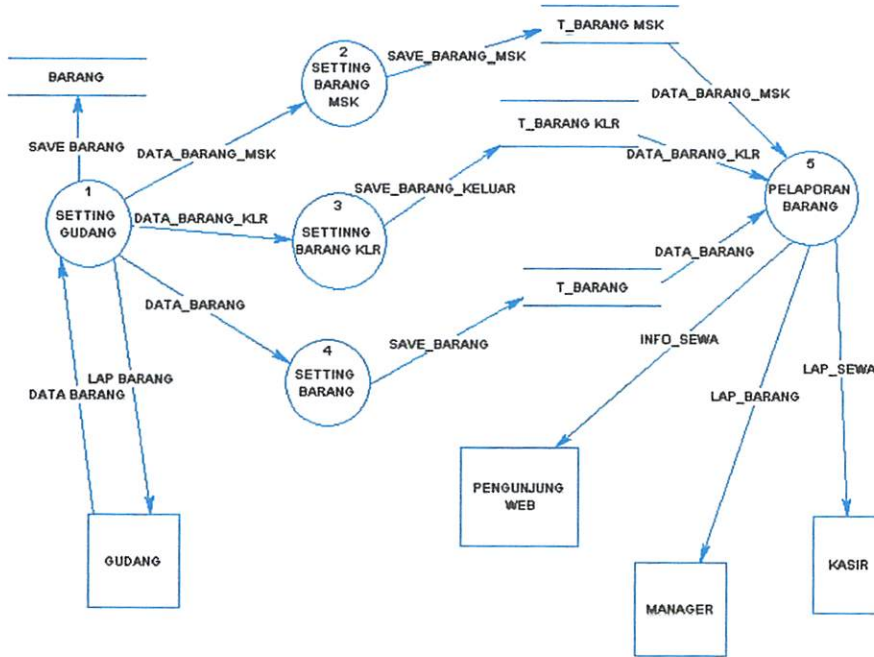 T_BARANG MSK
2
SETTING
BARANG
MSK
SAVE_BARANG_MSK
BARANG
DATA_BARANG_MSK
T_BARANG KLR
SAVE BARANG
DATA_BARANG_MSK
DATA_BARANG_KLR
5
PELAPORAN
BARANG
1
SETTING
GUDANG
SAVE_BARANG_KELUAR
DATA_BARANG_KLR
3
SETTINNG
BARANG KLR
DATA_BARANG
T_BARANG
DATA_BARANG
INFO_SEWA
SAVE_BARANG
4
SETTING
BARANG
LAP BARANG
DATA BARANG
LAP_SEWA
LAP_BARANG
PENGUNJUNG
WEB
GUDANG
KASIR
MANAGER